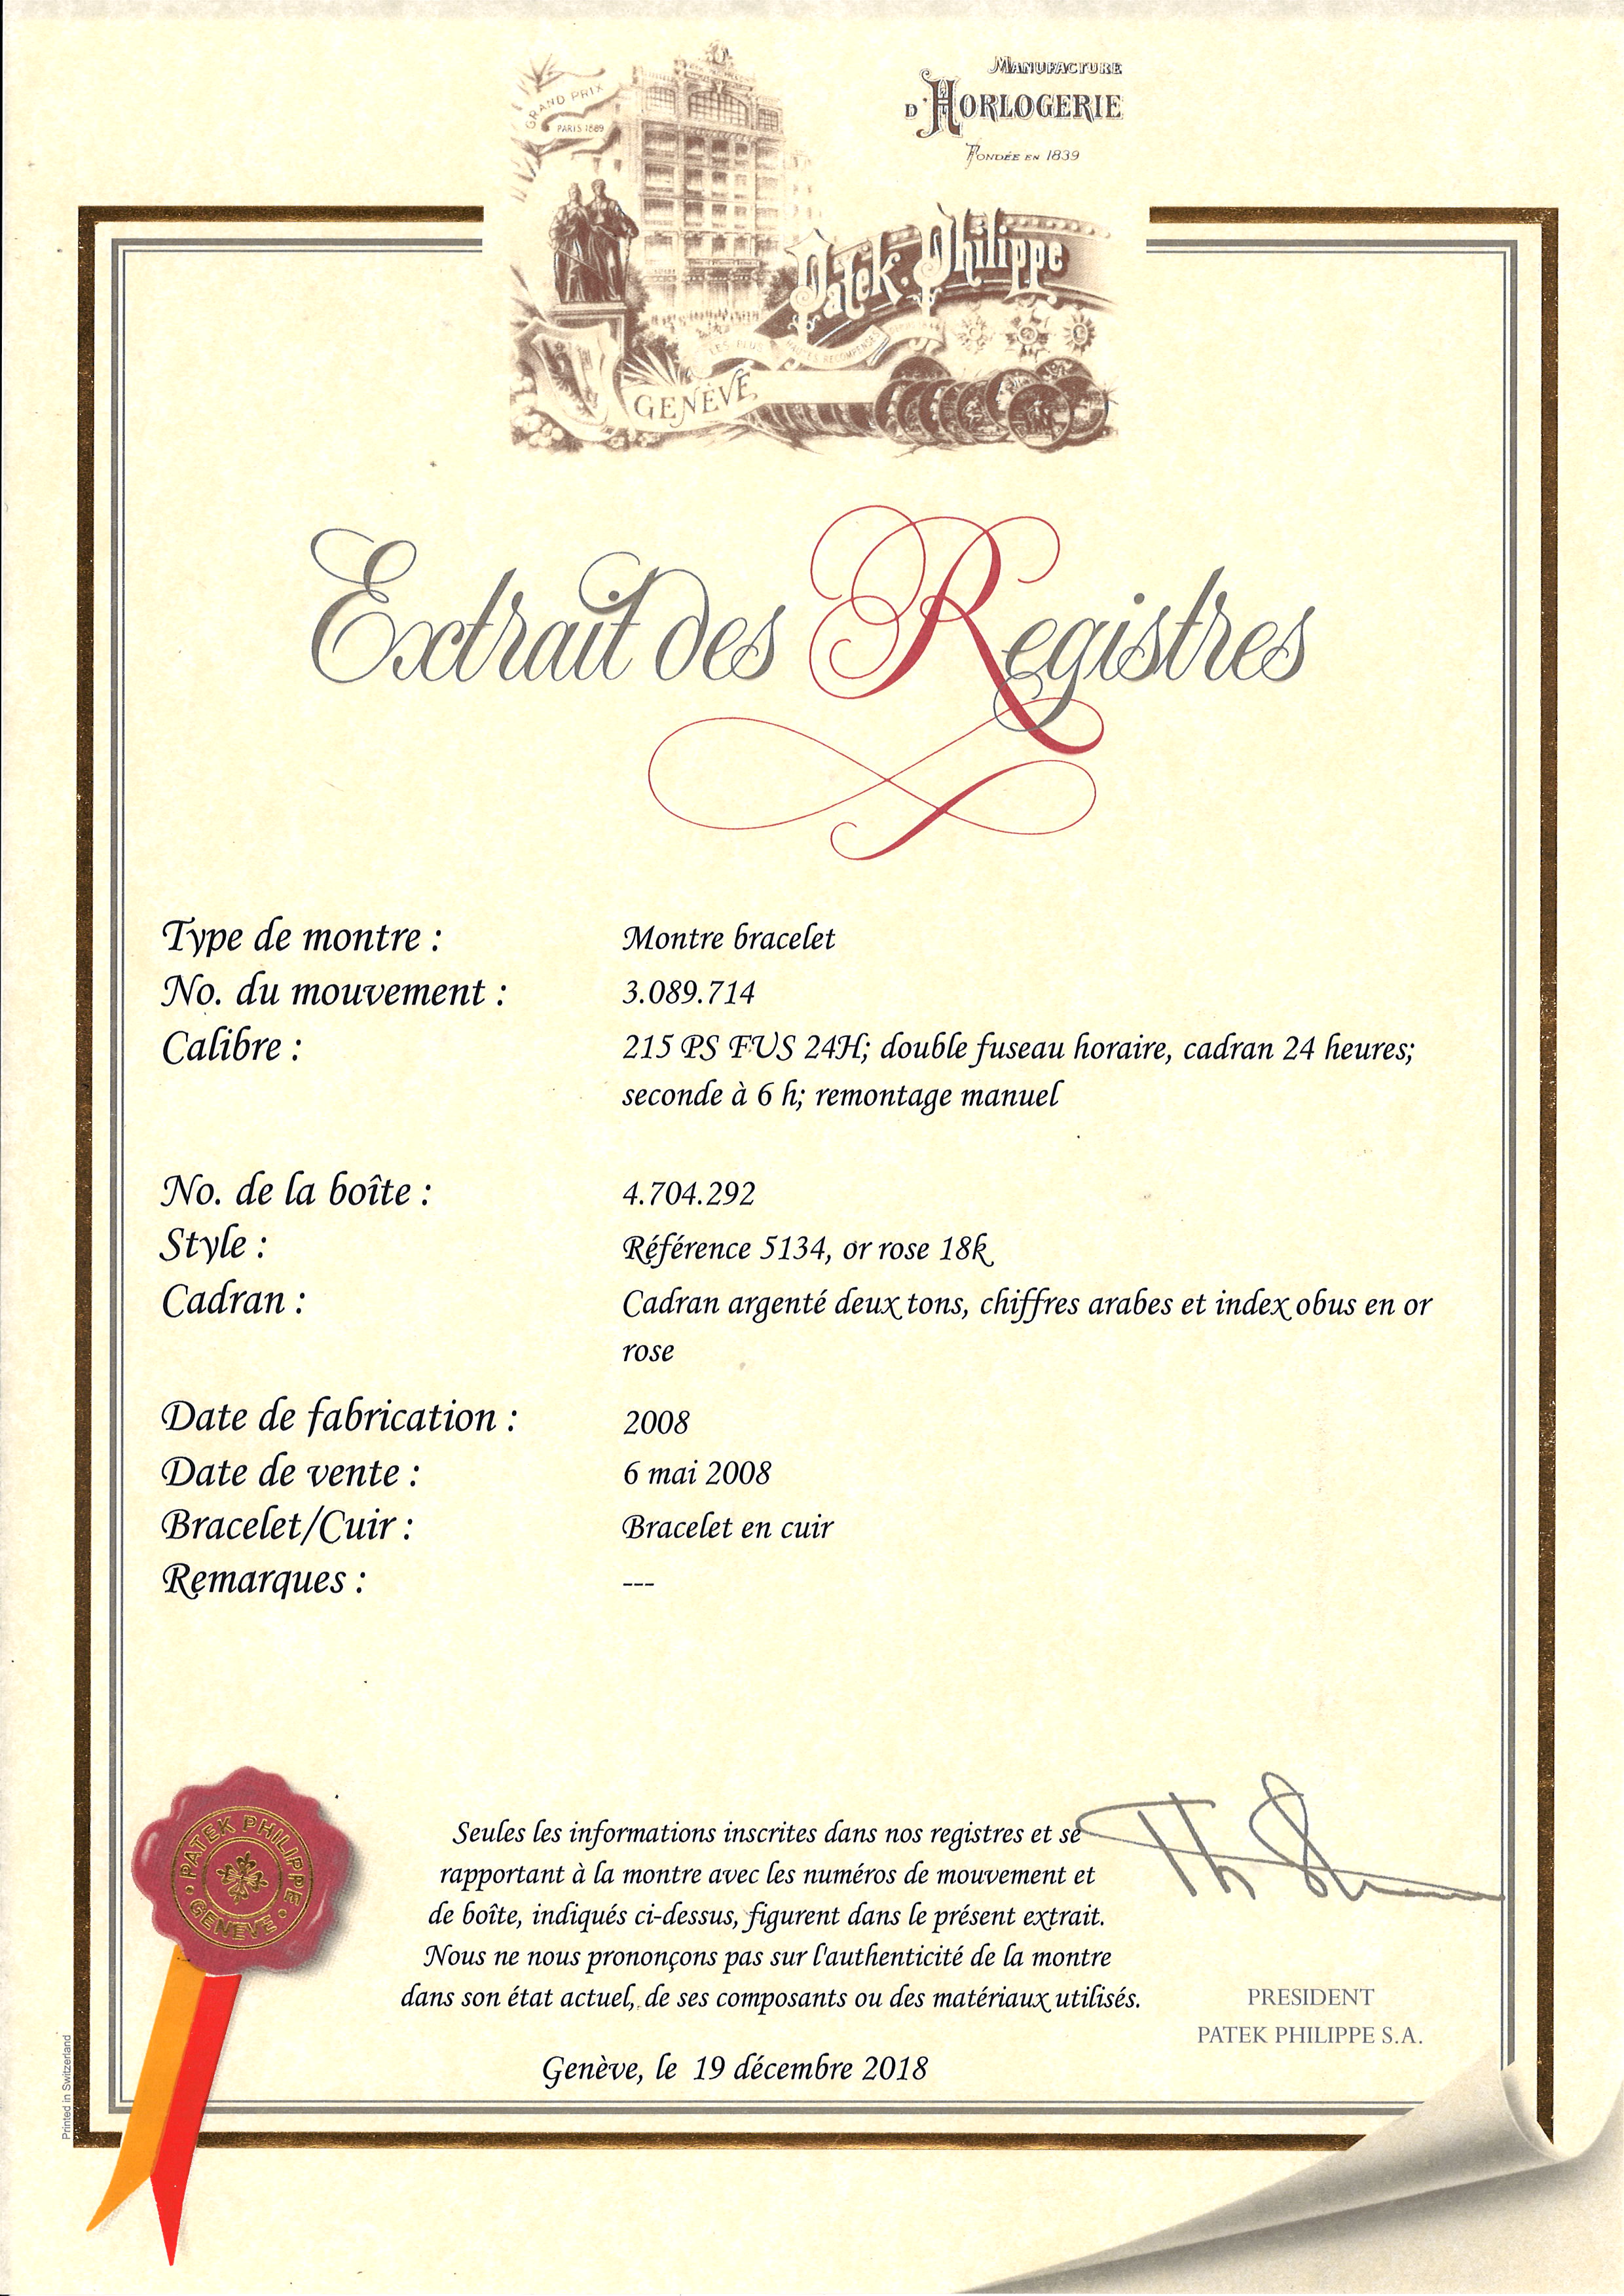 MANUFACTURE
D'HORLOGERIE
FONDÉE EN 1839
GRAND PRIX
PARIS 1889
Patek Philippe
LES PLUS HAUTES RECOMPENSES
GENÈVE
Extrait des Registres
Type de montre : Montre bracelet
No. du mouvement : 3.089.714
Calibre : 215 PS FUS 24H; double fuseau horaire, cadran 24 heures;
seconde à 6 h; remontage manuel
No. de la boîte : 4.704.292
Style : Référence 5134, or rose 18k
Cadran : Cadran argenté deux tons, chiffres arabes et index obus en or
rose
Date de fabrication : 2008
Date de vente : 6 mai 2008
Bracelet/Cuir : Bracelet en cuir
Remarques : ---
Seules les informations inscrites dans nos registres et se
rapportant à la montre avec les numéros de mouvement et
de boîte, indiqués ci-dessus, figurent dans le présent extrait.
Nous ne nous prononçons pas sur l'authenticité de la montre
dans son état actuel, de ses composants ou des matériaux utilisés.
Genève, le 19 décembre 2018
PRESIDENT
PATEK PHILIPPE S.A.
PATEK PHILIPPE
GENEVE
Printed in Switzerland